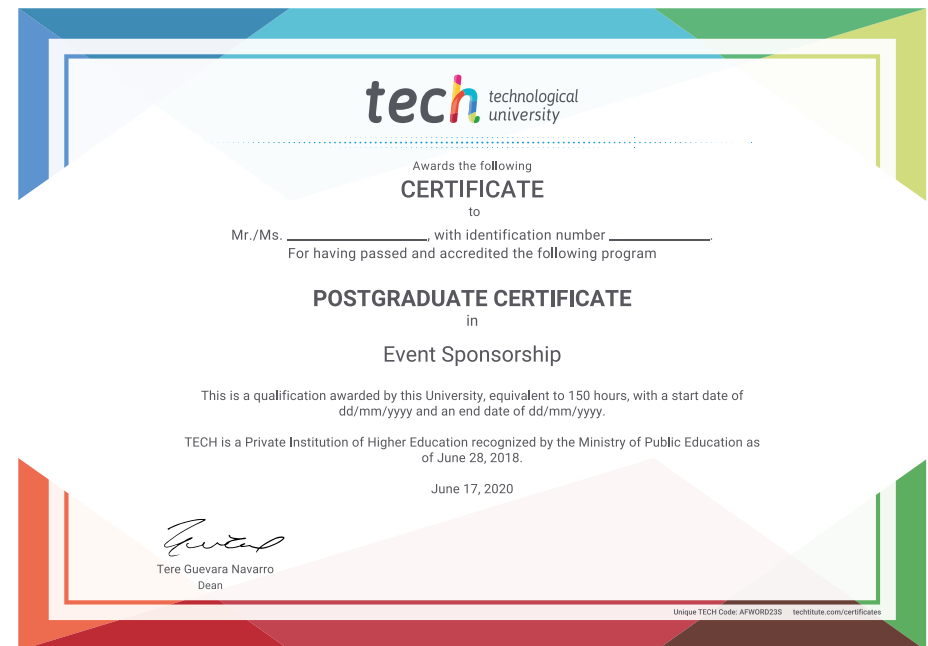 tech technological
university
Awards the following
CERTIFICATE
to
Mr./Ms. ____________, with identification number ____________.
For having passed and accredited the following program
POSTGRADUATE CERTIFICATE
in
Event Sponsorship
This is a qualification awarded by this University, equivalent to 150 hours, with a start date of
dd/mm/yyyy and an end date of dd/mm/yyyy.
TECH is a Private Institution of Higher Education recognized by the Ministry of Public Education as
of June 28, 2018.
June 17, 2020
Tere Guevara Navarro
Dean
Unique TECH Code: AFWORD23S techtitute.com/certificates